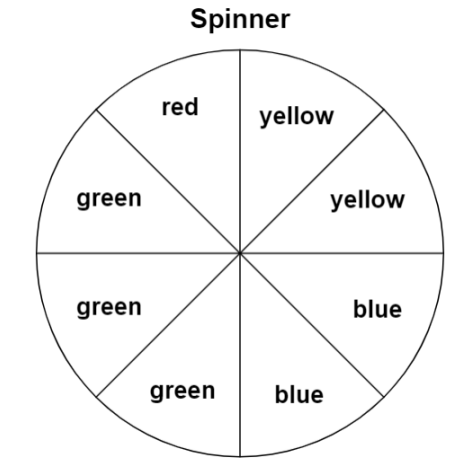 Spinner
red
yellow
green
yellow
green
blue
green
blue